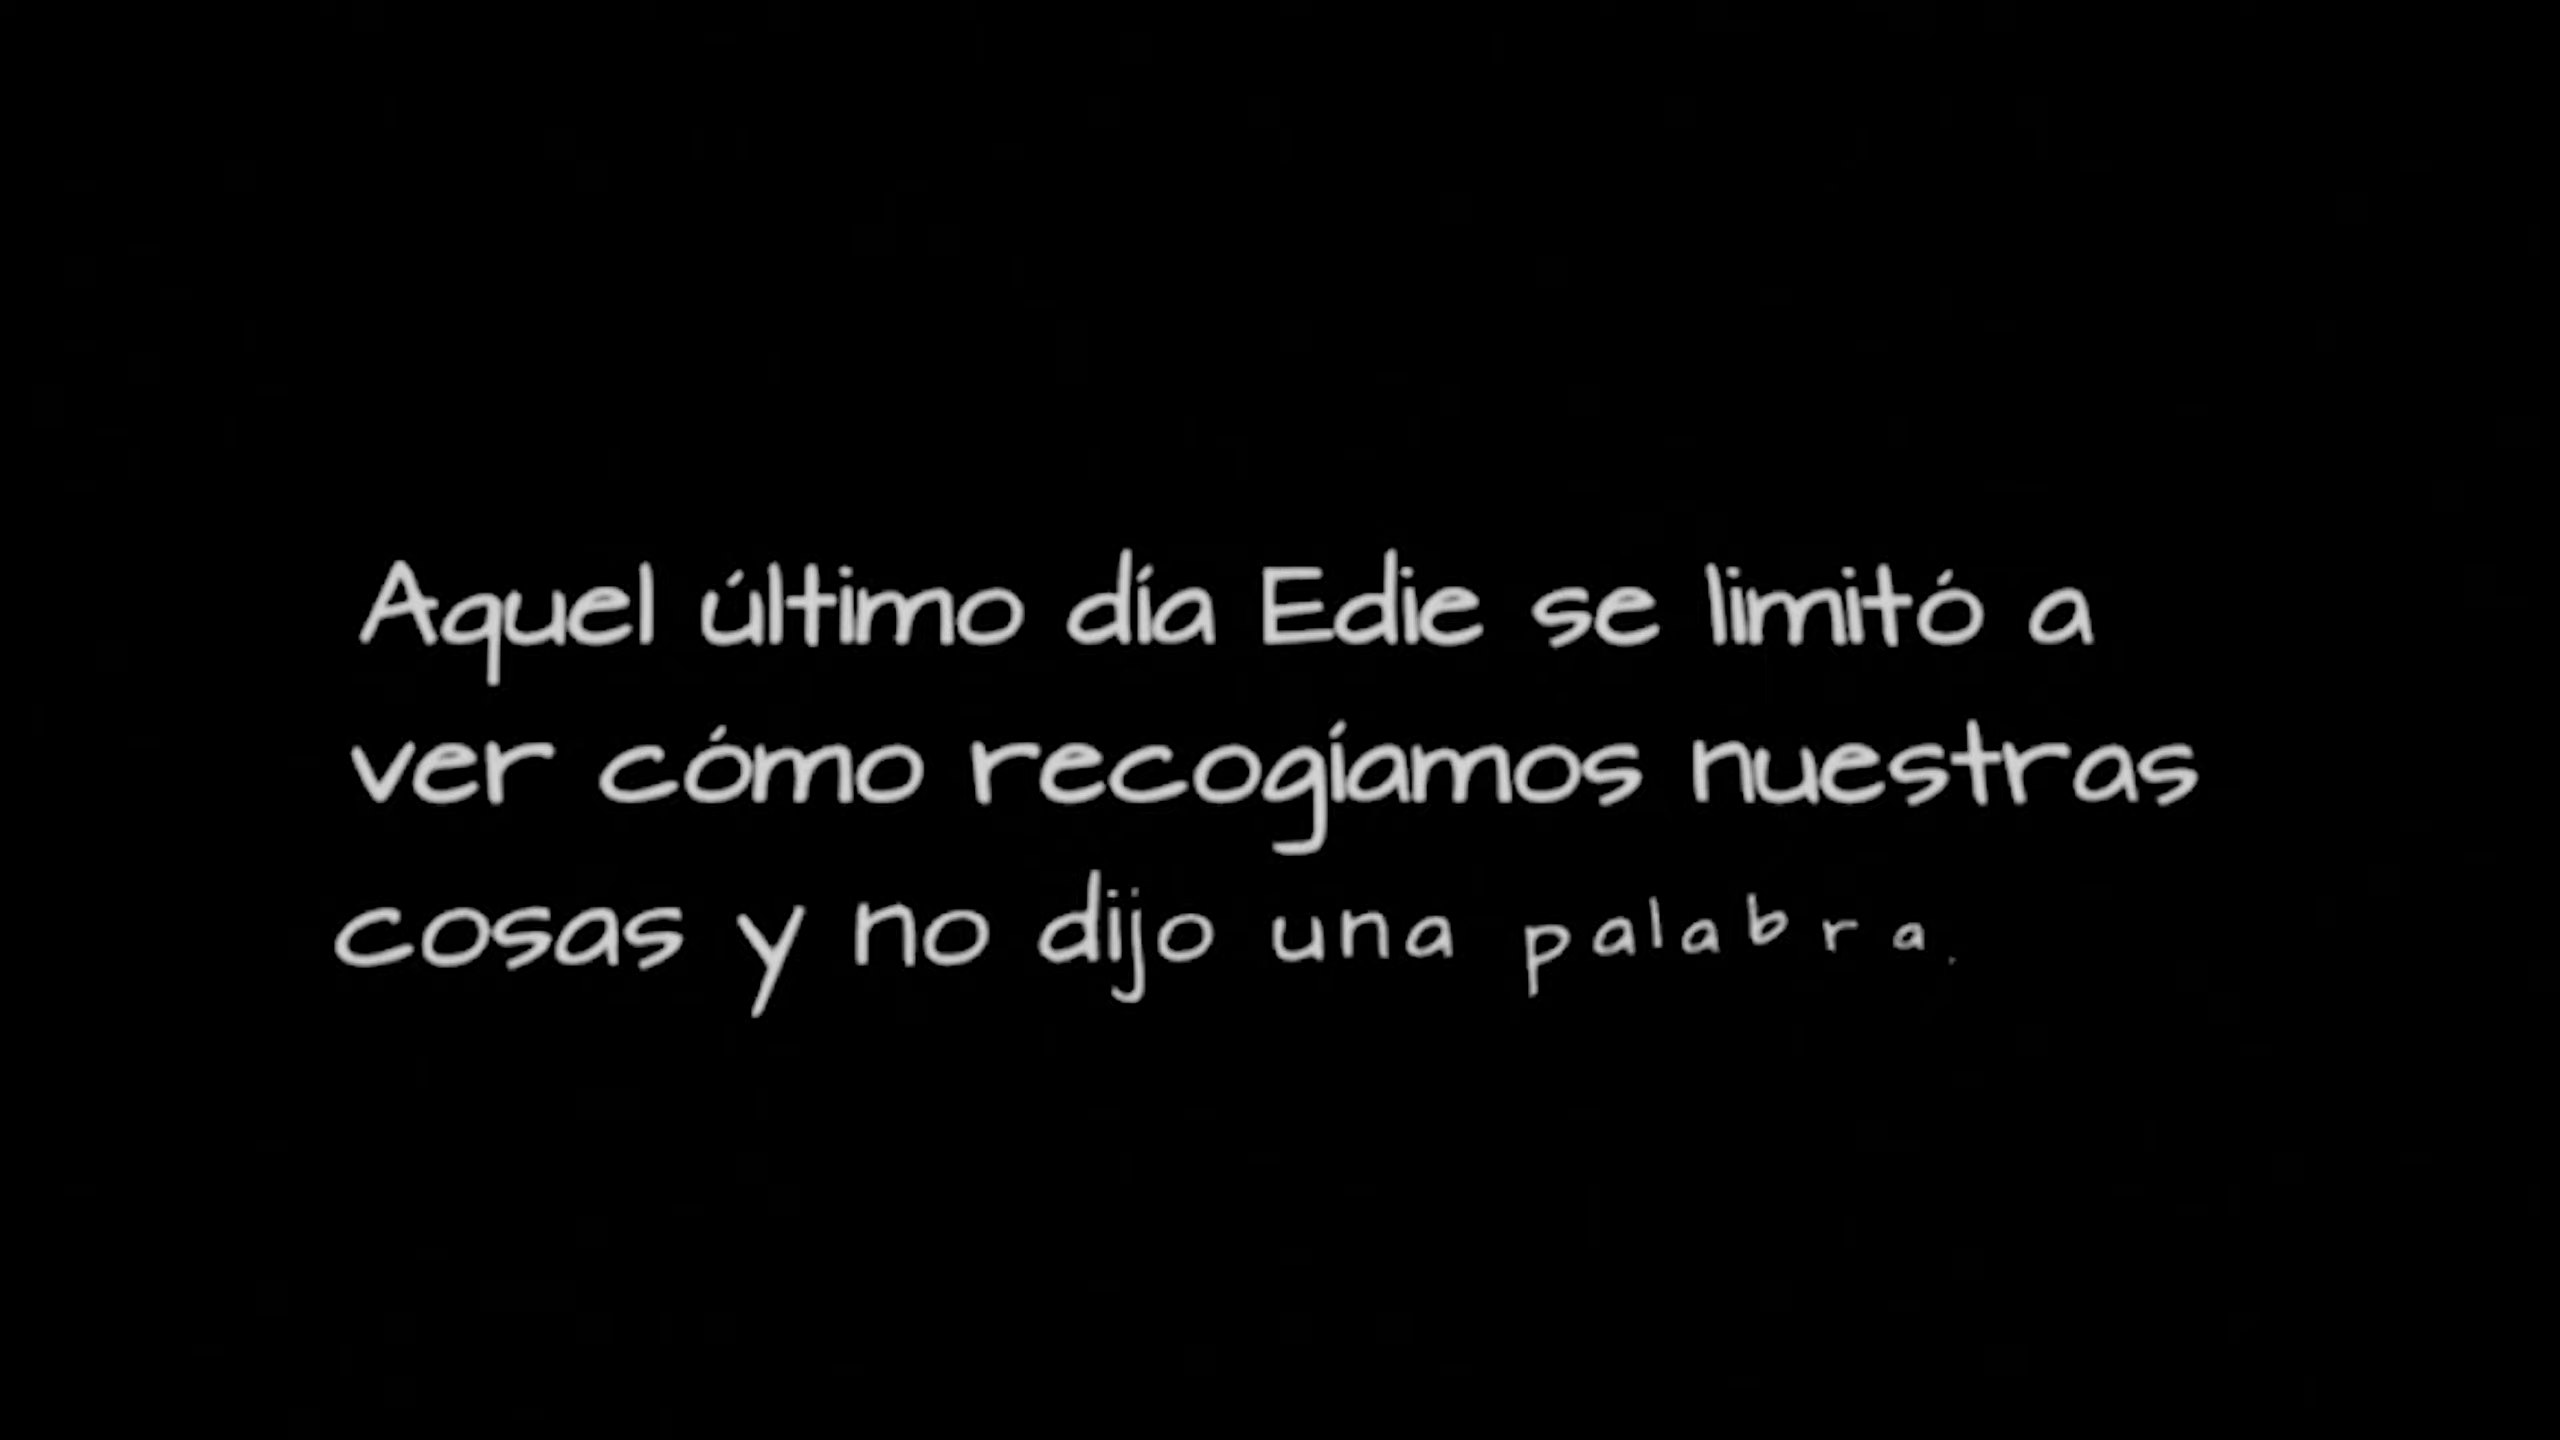 Aquel último día Edie se limitó a
ver cómo recogíamos nuestras
cosas y no dijo una palabra.